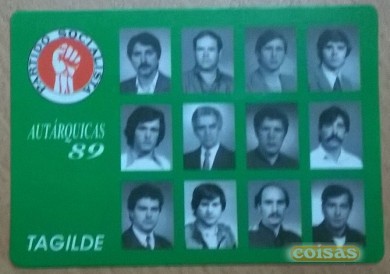 PARTIDO SOCIALISTA
AUTÁRQUICAS
89
TAGILDE
coisas